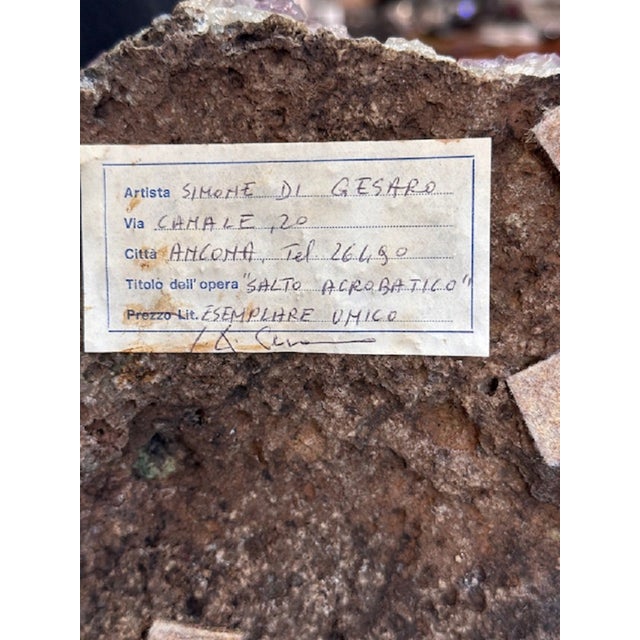 Artista SIMONE DI GESARO
Via CANALE, 20
Città ANCONA, Tel 26490
Titolo dell'opera "SALTO ACROBATICO"
Prezzo Lit. ESEMPLARE UNICO